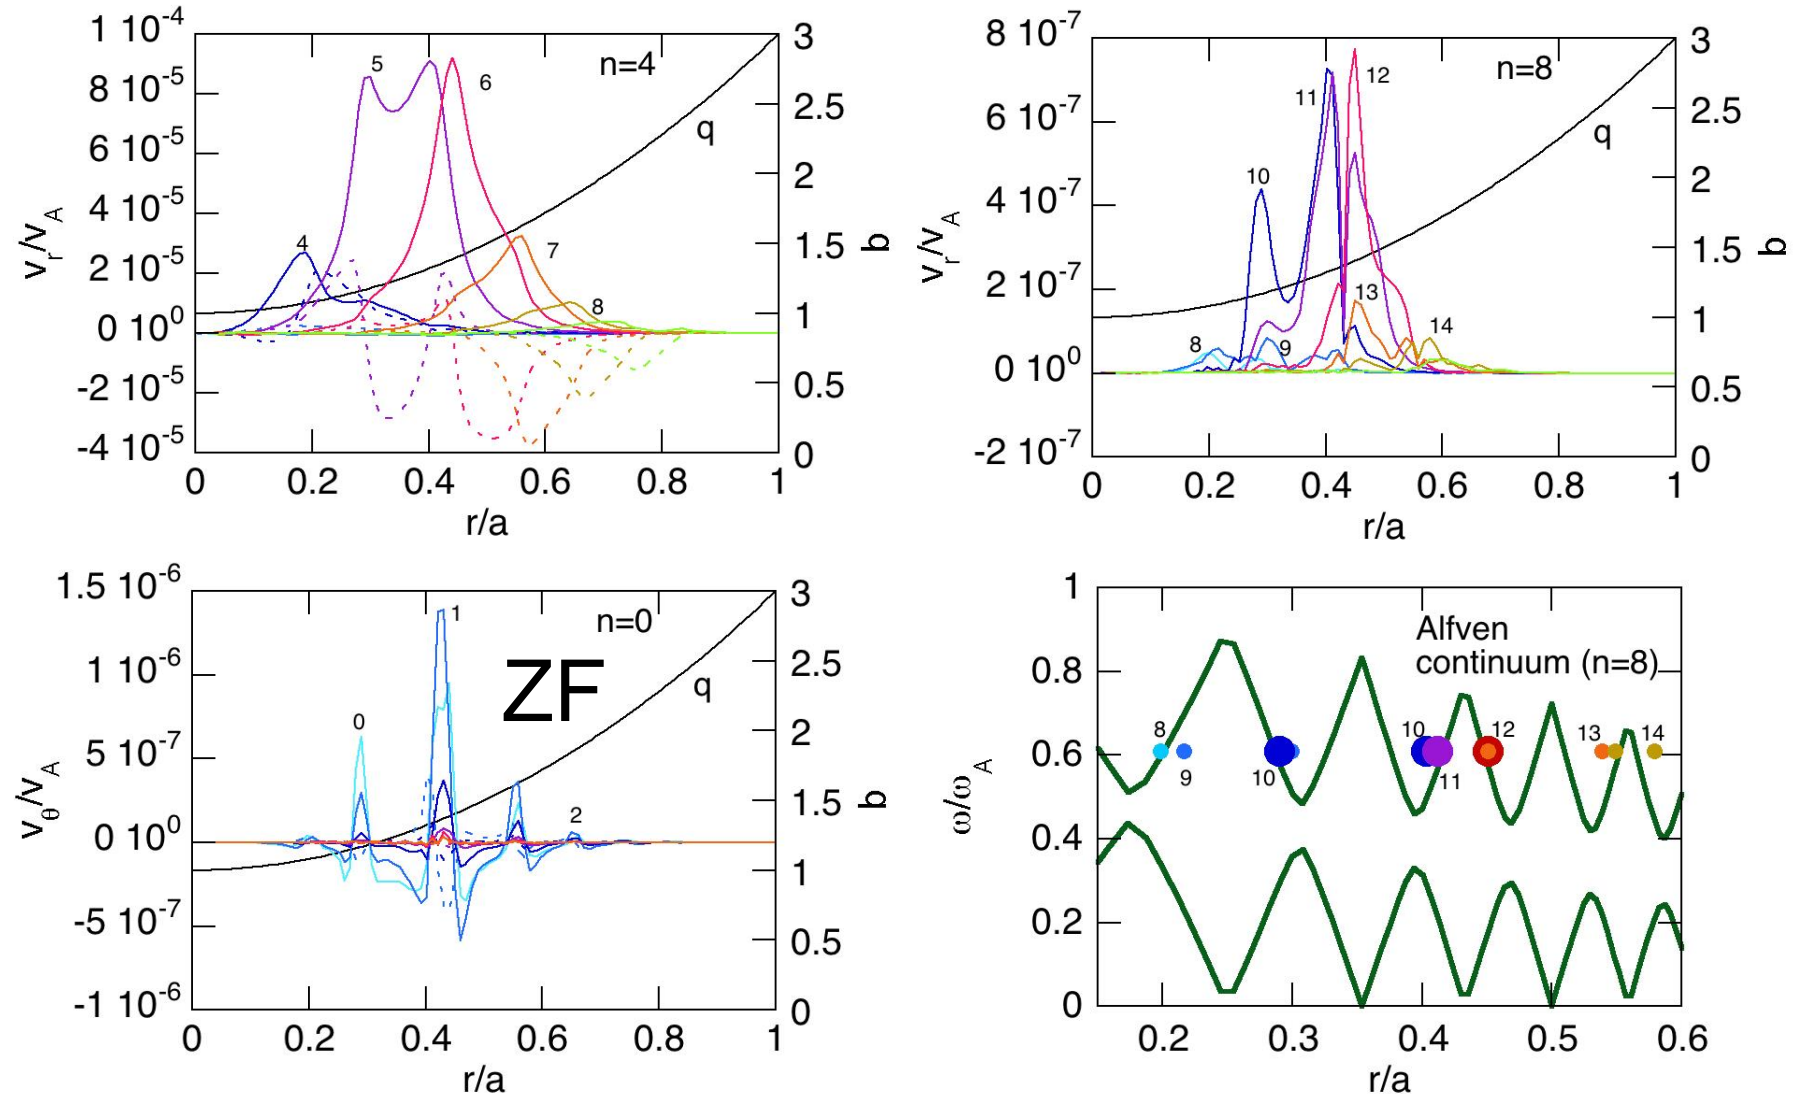 1 10-4
8 10-5
6 10-5
4 10-5
2 10-5
0 100
-2 10-5
-4 10-5
vr/vA
0 0.2 0.4 0.6 0.8 1
r/a
3
2.5
2
1.5
1
0.5
0
q
n=4
q
4
5
6
7
8
8 10-7
6 10-7
4 10-7
2 10-7
0 100
-2 10-7
vr/vA
0 0.2 0.4 0.6 0.8 1
r/a
3
2.5
2
1.5
1
0.5
0
q
n=8
q
8
9
10
11
12
13
14
1.5 10-6
1 10-6
5 10-7
0 100
-5 10-7
-1 10-6
vθ/vA
0 0.2 0.4 0.6 0.8 1
r/a
3
2.5
2
1.5
1
0.5
0
q
n=0
ZF
q
0
1
2
1
0.8
0.6
0.4
0.2
0
ω/ωA
0.2 0.3 0.4 0.5 0.6
r/a
Alfven
continuum (n=8)
8
9
10
10
11
12
13
14